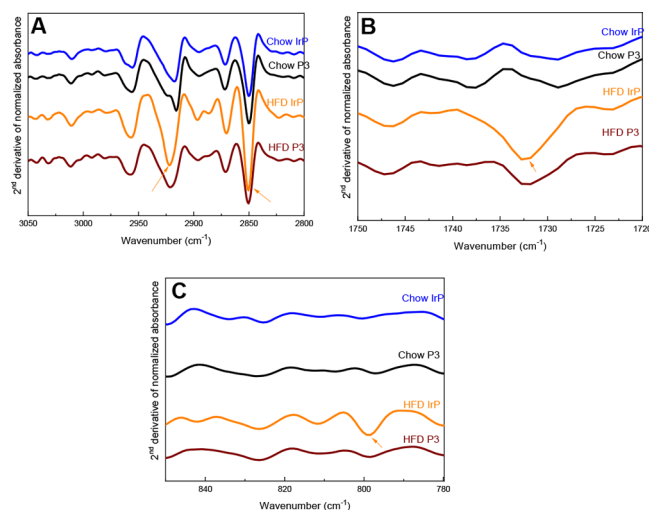 A
Chow IrP
Chow P3
HFD IrP
HFD P3
2nd derivative of normalized absorbance
3050 3000 2950 2900 2850 2800
Wavenumber (cm-1)
B
Chow IrP
Chow P3
HFD IrP
HFD P3
2nd derivative of normalized absorbance
1750 1745 1740 1735 1730 1725 1720
Wavenumber (cm-1)
C
Chow IrP
Chow P3
HFD IrP
HFD P3
2nd derivative of normalized absorbance
840 820 800 780
Wavenumber (cm-1)